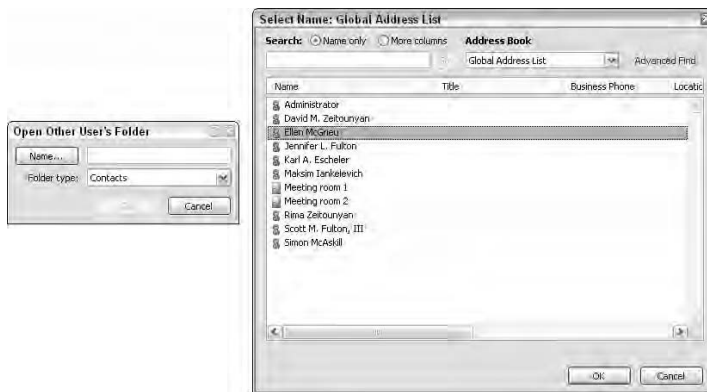 Open Other User's Folder
Name...
Folder type: Contacts
Cancel
Select Name: Global Address List
Search: Name only More columns Address Book
Global Address List Advanced Find
Name Title Business Phone Locatic
Administrator
David M. Zeitounyan
Ellen McGrieu
Jennifer L. Fulton
Karl A. Escheler
Maksim Iankelevich
Meeting room 1
Meeting room 2
Rima Zeitounyan
Scott M. Fulton, III
Simon McAskill
OK Cancel